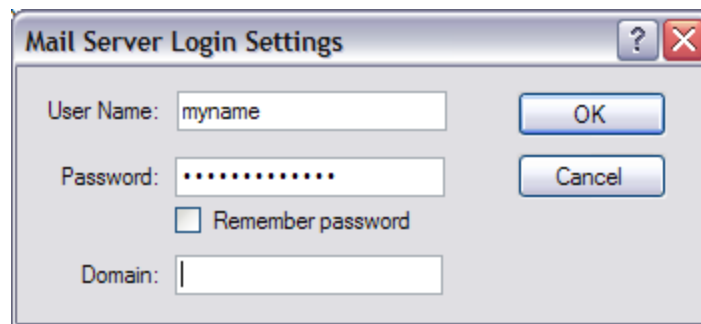 Mail Server Login Settings
?
User Name: myname OK
Password: ••••••••••••• Cancel
Remember password
Domain: